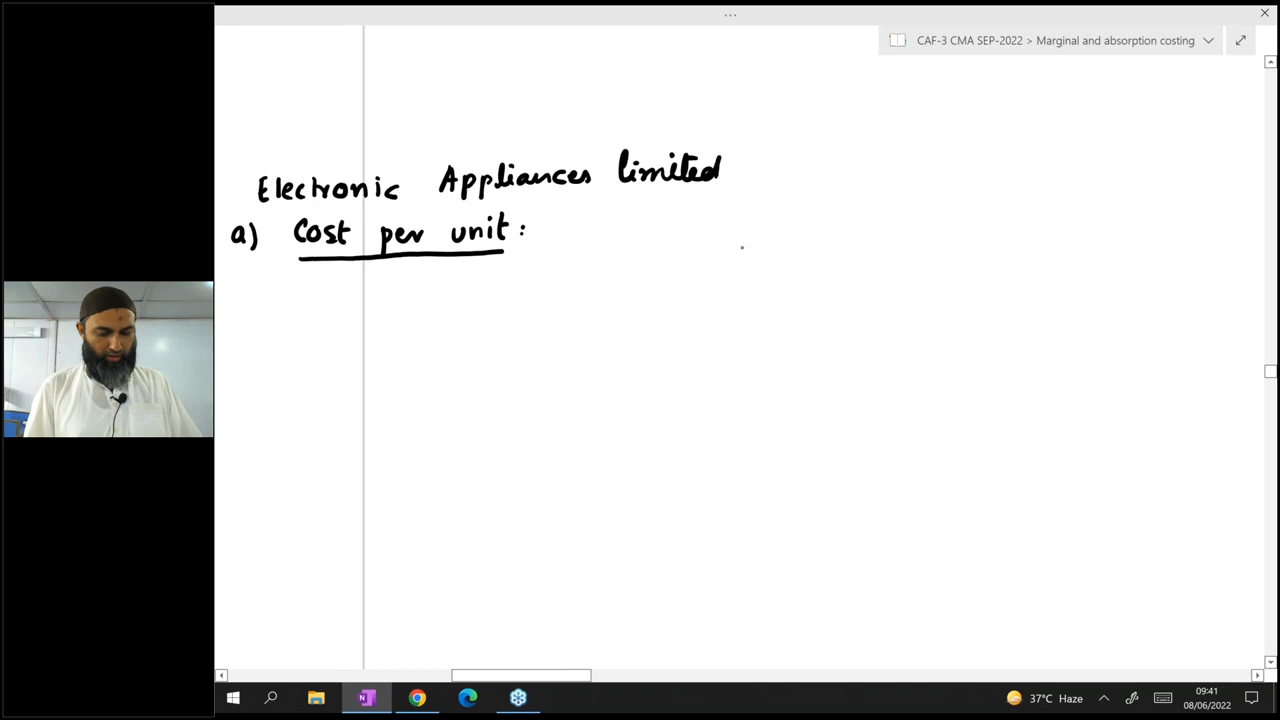 CAF-3 CMA SEP-2022 > Marginal and absorption costing
Electronic Appliances limited
a) Cost per unit :
37°C Haze
09:41
08/06/2022